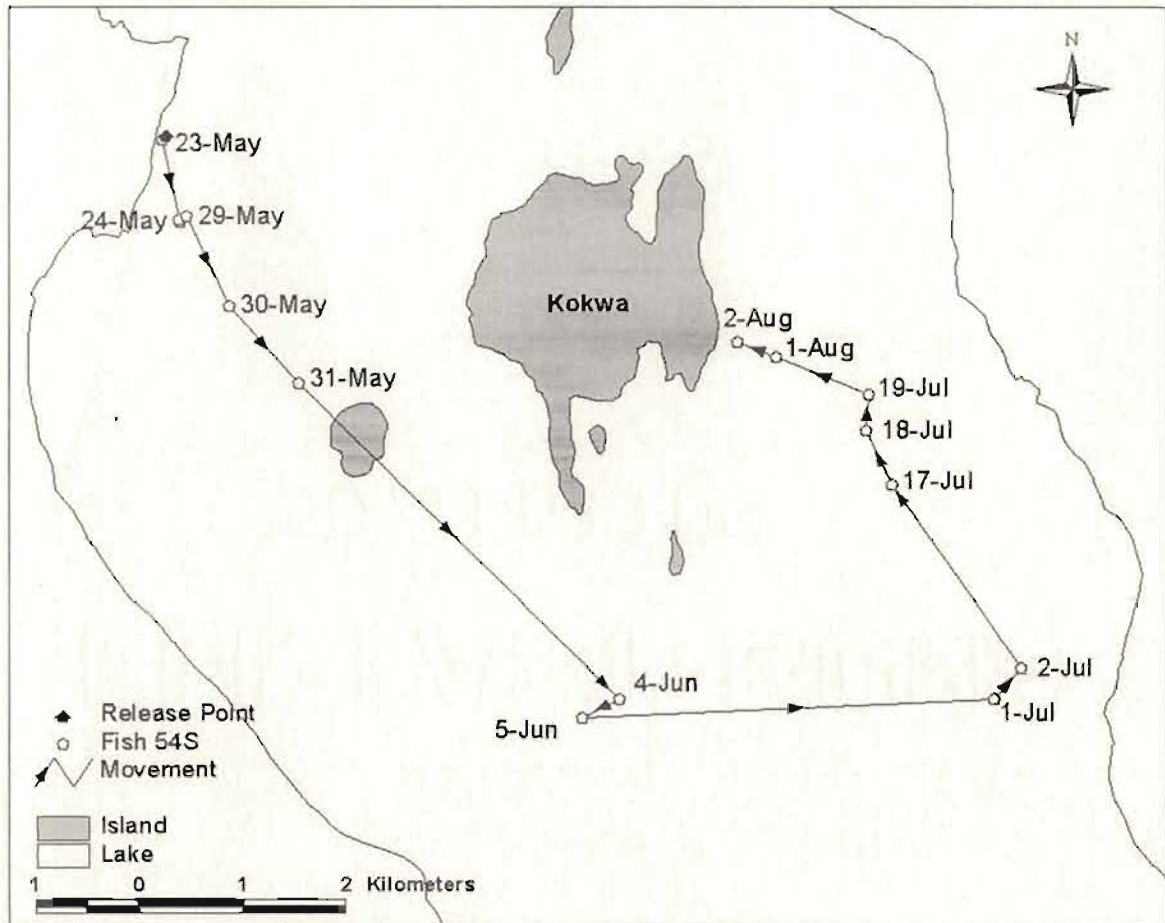 N
23-May
24-May
29-May
30-May
31-May
Kokwa
2-Aug
1-Aug
19-Jul
18-Jul
17-Jul
2-Jul
1-Jul
4-Jun
5-Jun
Release Point
Fish 54S
Movement
Island
Lake
1 0 1 2 Kilometers